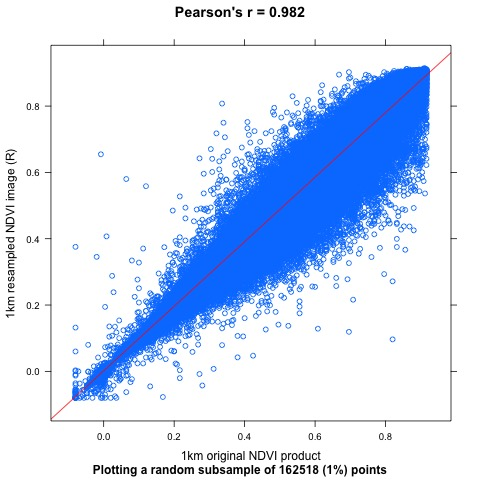 Pearson's r = 0.982
1km resampled NDVI image (R)
0.8
0.6
0.4
0.2
0.0
0.0 0.2 0.4 0.6 0.8
1km original NDVI product
Plotting a random subsample of 162518 (1%) points